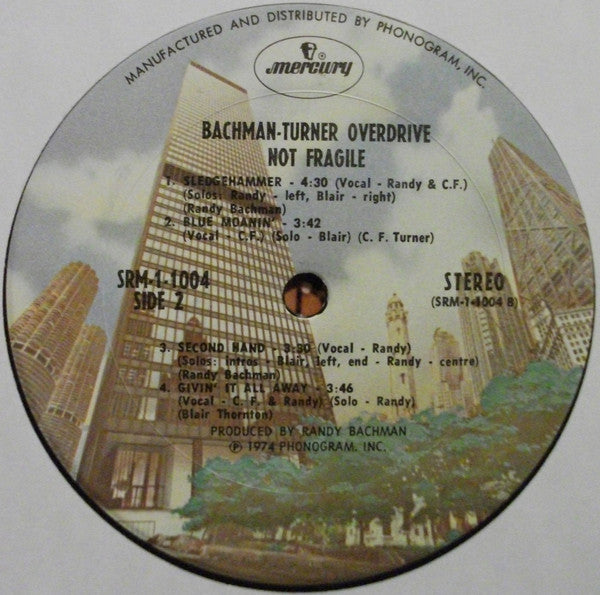 MANUFACTURED AND DISTRIBUTED BY PHONOGRAM, INC.
mercury ®
BACHMAN-TURNER OVERDRIVE
NOT FRAGILE
1. SLEDGEHAMMER - 4:30 (Vocal - Randy & C.F.)
(Solos: Randy - left, Blair - right)
(Randy Bachman)
2. BLUE MOANIN' - 3:42
(Vocal - C.F.) (Solo - Blair) (C. F. Turner)
SRM-1-1004
SIDE 2
STEREO
(SRM-1-1004 B)
3. SECOND HAND - 3:30 (Vocal - Randy)
(Solos: intros - Blair, left, end - Randy - centre)
(Randy Bachman)
4. GIVIN' IT ALL AWAY - 3:46
(Vocal - C. F. & Randy) (Solo - Randy)
(Blair Thornton)
PRODUCED BY RANDY BACHMAN
℗ 1974 PHONOGRAM, INC.